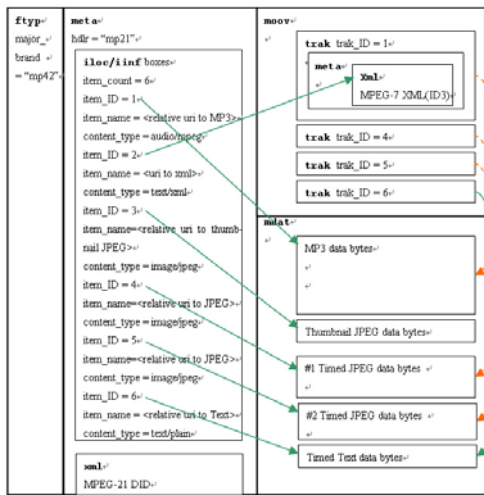 ftyp
major_
brand
= "mp42"
meta
hdlr = "mp21"
iloc/iinf boxes
item_count = 6
item_ID = 1
item_name = <relative uri to MP3>
content_type = audio/mpeg
item_ID = 2
item_name = <uri to xml>
content_type = text/xml
item_ID = 3
item_name=<relative uri to thumb-
nail JPEG>
content_type = image/jpeg
item_ID = 4
item_name=<relative uri to JPEG>
content_type = image/jpeg
item_ID = 5
item_name=<relative uri to JPEG>
content_type = image/jpeg
item_ID = 6
item_name= <relative uri to Text>
content_type = text/plain
xml
MPEG-21 DID
moov
trak trak_ID = 1
meta
Xml
MPEG-7 XML(ID3)
trak trak_ID = 4
trak trak_ID = 5
trak trak_ID = 6
mdat
MP3 data bytes
Thumbnail JPEG data bytes
#1 Timed JPEG data bytes
#2 Timed JPEG data bytes
Timed Text data bytes